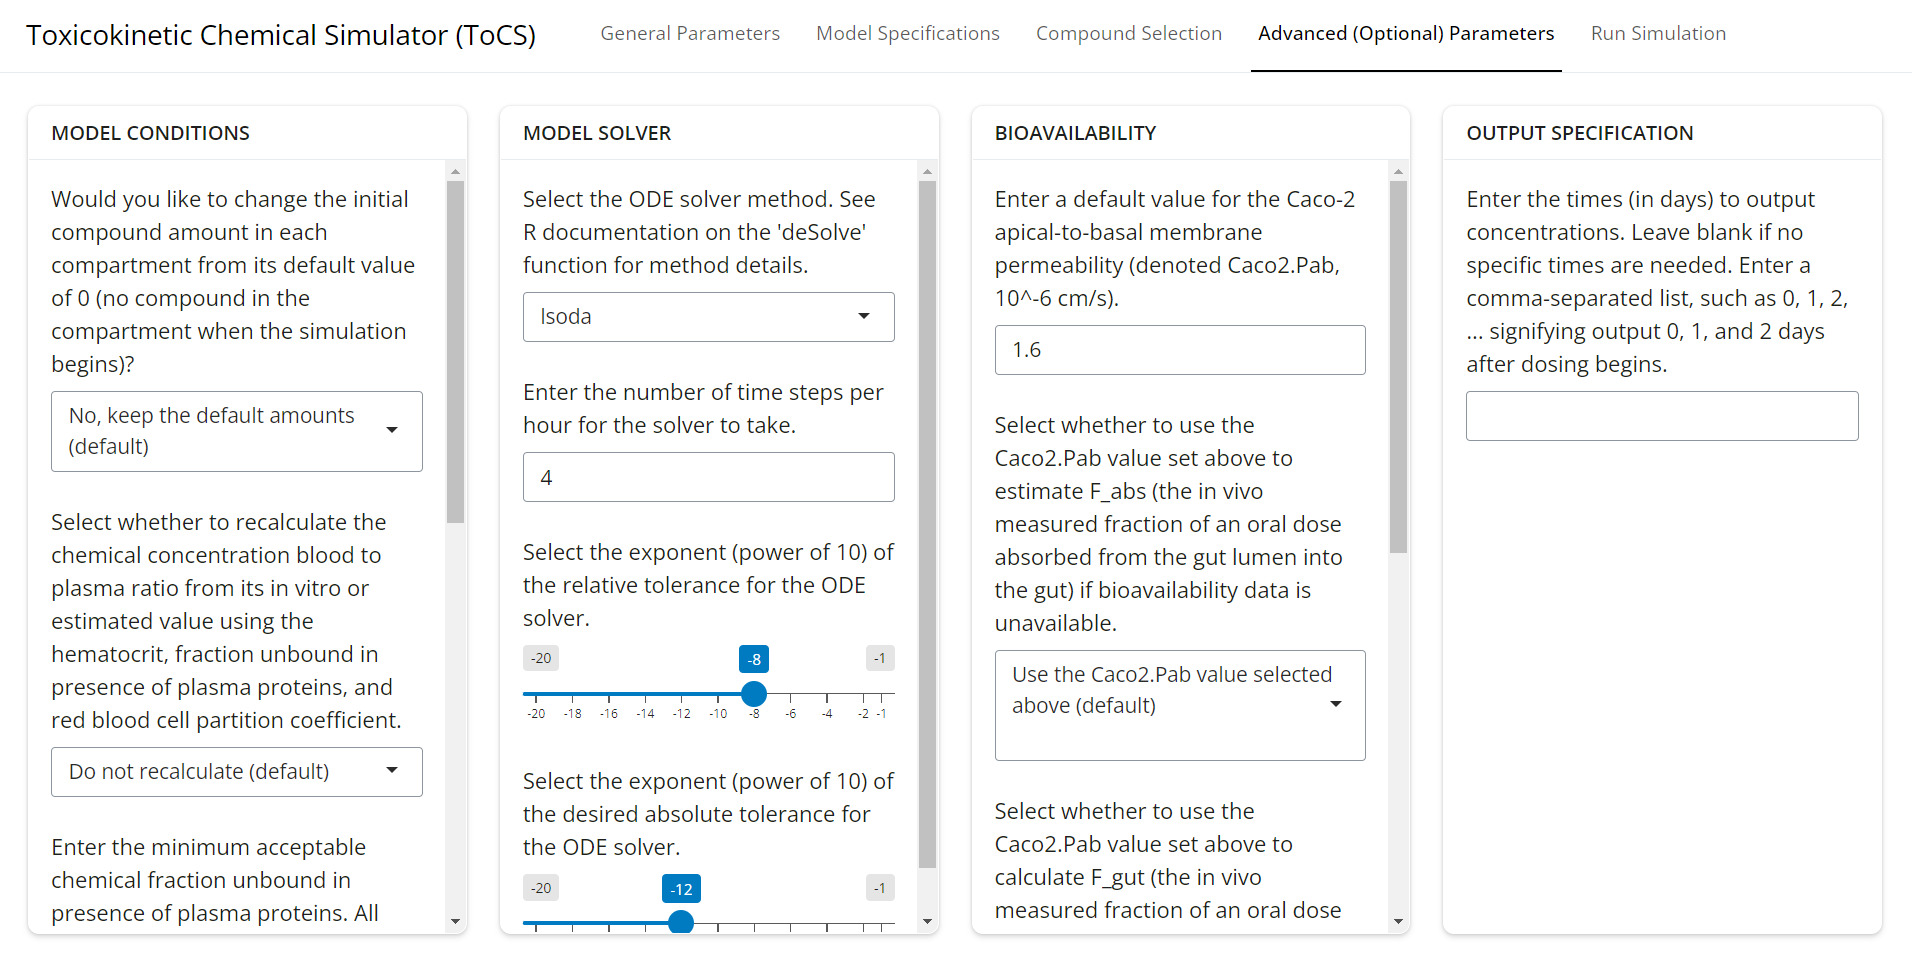 Toxicokinetic Chemical Simulator (ToCS)
General Parameters
Model Specifications
Compound Selection
Advanced (Optional) Parameters
Run Simulation
MODEL CONDITIONS
Would you like to change the initial
compound amount in each
compartment from its default value
of 0 (no compound in the
compartment when the simulation
begins)?
No, keep the default amounts
(default)
Select whether to recalculate the
chemical concentration blood to
plasma ratio from its in vitro or
estimated value using the
hematocrit, fraction unbound in
presence of plasma proteins, and
red blood cell partition coefficient.
Do not recalculate (default)
Enter the minimum acceptable
chemical fraction unbound in
presence of plasma proteins. All
MODEL SOLVER
Select the ODE solver method. See
R documentation on the 'deSolve'
function for method details.
lsoda
Enter the number of time steps per
hour for the solver to take.
4
Select the exponent (power of 10) of
the relative tolerance for the ODE
solver.
-20 -8 -1
-20 -18 -16 -14 -12 -10 -8 -6 -4 -2 -1
Select the exponent (power of 10) of
the desired absolute tolerance for
the ODE solver.
-20 -12 -1
BIOAVAILABILITY
Enter a default value for the Caco-2
apical-to-basal membrane
permeability (denoted Caco2.Pab,
10^-6 cm/s).
1.6
Select whether to use the
Caco2.Pab value set above to
estimate F_abs (the in vivo
measured fraction of an oral dose
absorbed from the gut lumen into
the gut) if bioavailability data is
unavailable.
Use the Caco2.Pab value selected
above (default)
Select whether to use the
Caco2.Pab value set above to
calculate F_gut (the in vivo
measured fraction of an oral dose
OUTPUT SPECIFICATION
Enter the times (in days) to output
concentrations. Leave blank if no
specific times are needed. Enter a
comma-separated list, such as 0, 1, 2,
... signifying output 0, 1, and 2 days
after dosing begins.